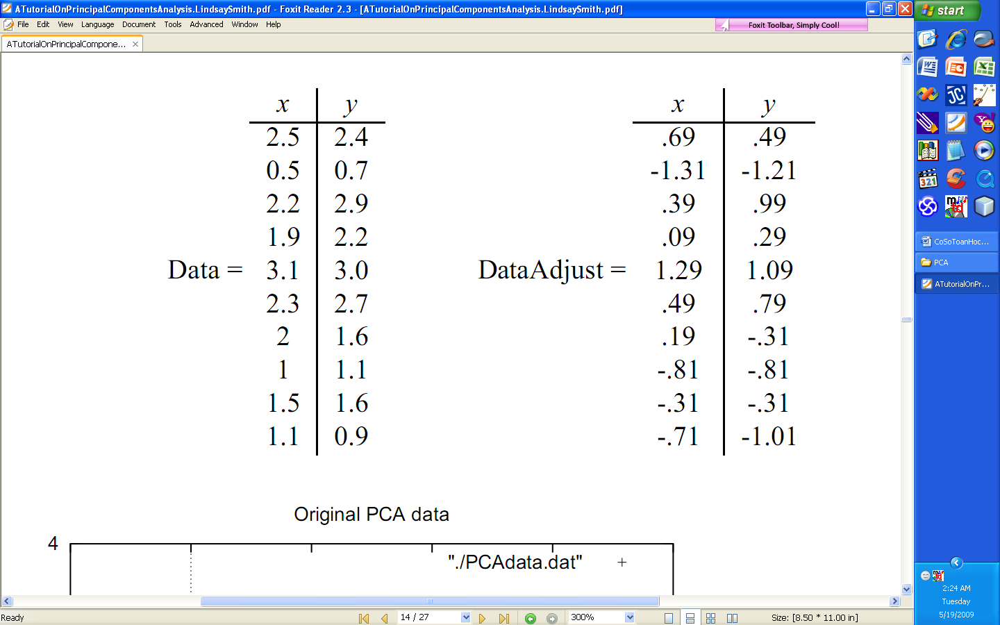 ATutorialOnPrincipalComponentsAnalysis.LindsaySmith.pdf - Foxit Reader 2.3 - [ATutorialOnPrincipalComponentsAnalysis.LindsaySmith.pdf]
start
File Edit View Language Document Tools Advanced Window Help
Foxit Toolbar, Simply Cool!
ATutorialOnPrincipalCompone...
x y x y
2.5 2.4 .69 .49
0.5 0.7 -1.31 -1.21
2.2 2.9 .39 .99
1.9 2.2 .09 .29
Data = 3.1 3.0 DataAdjust = 1.29 1.09
2.3 2.7 .49 .79
2 1.6 .19 -.31
1 1.1 -.81 -.81
1.5 1.6 -.31 -.31
1.1 0.9 -.71 -1.01
Original PCA data
4
"./PCAdata.dat" +
321
CoSoToanHoc...
PCA
ATutorialOnPr...
2:24 AM
Tuesday
5/19/2009
Ready
14 / 27
300%
Size: [8.50 * 11.00 in]